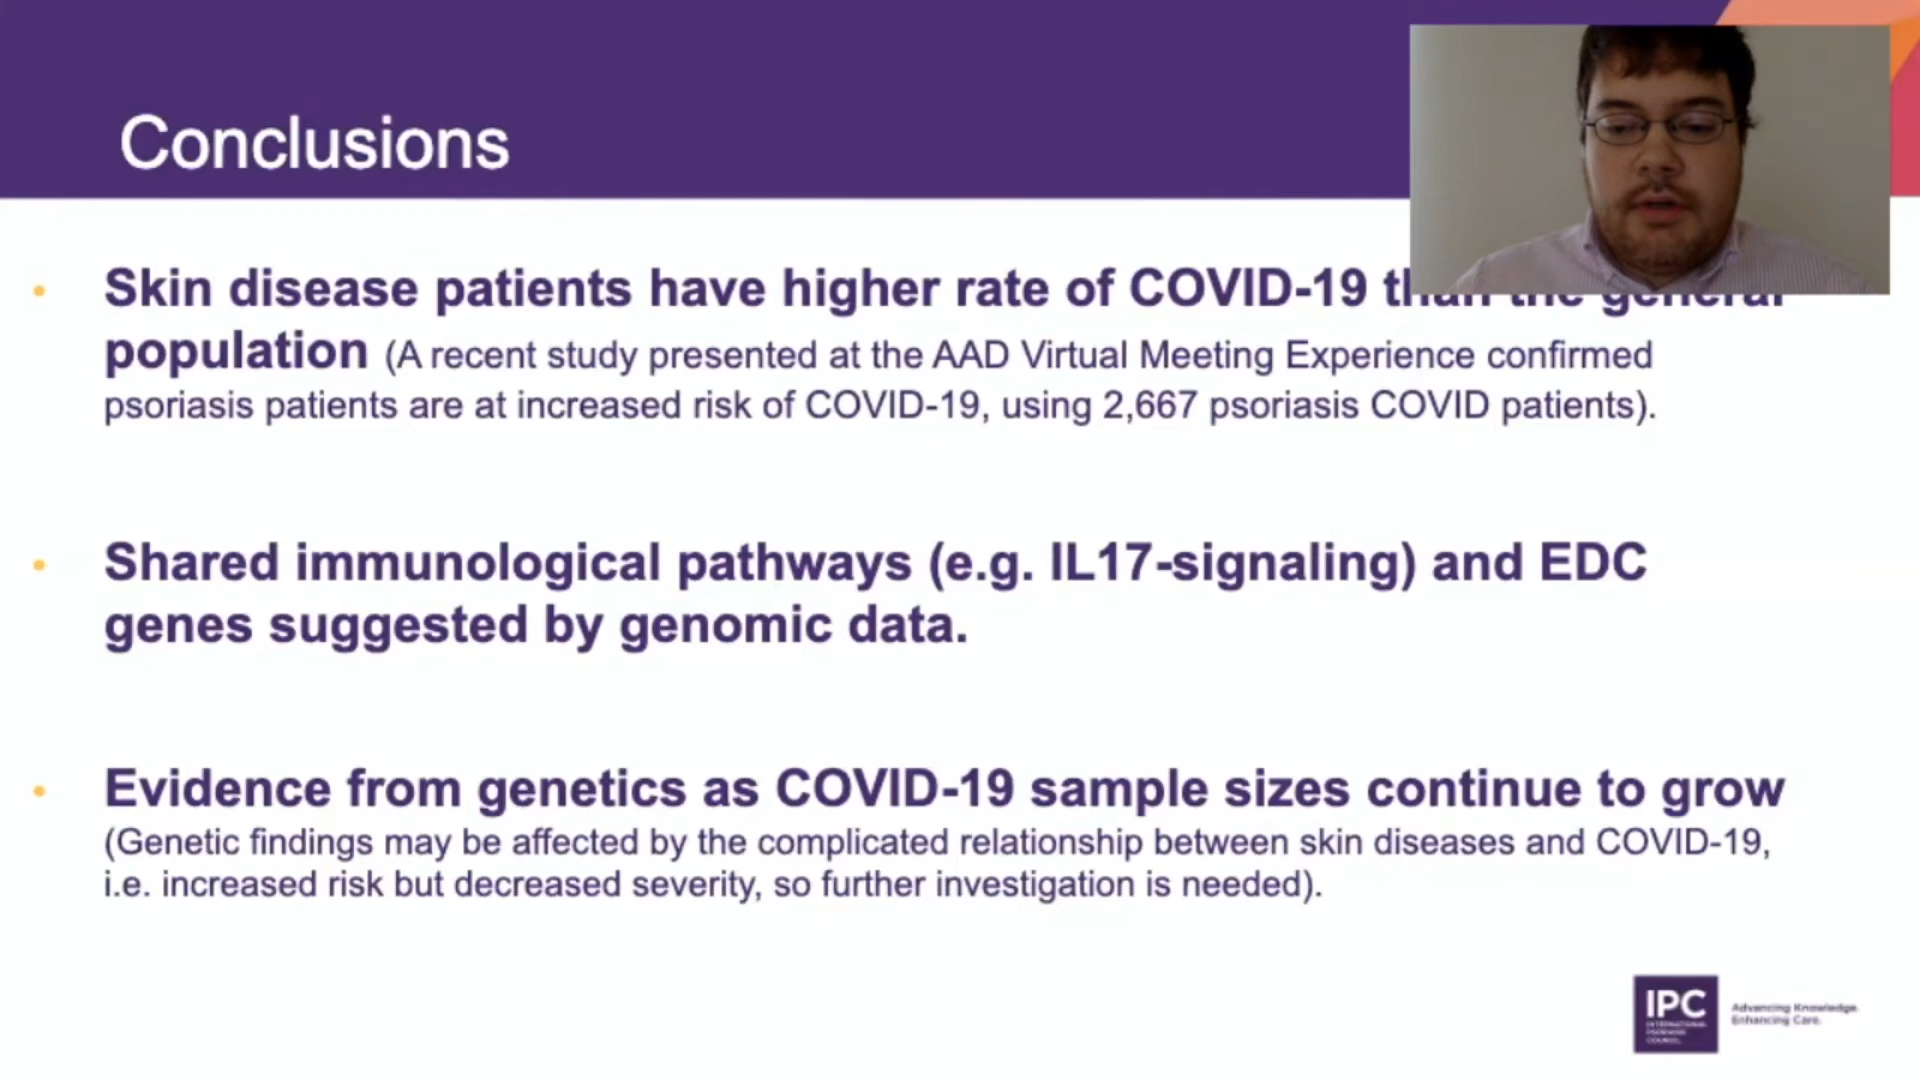 Conclusions
Skin disease patients have higher rate of COVID-19 than the general
population (A recent study presented at the AAD Virtual Meeting Experience confirmed
psoriasis patients are at increased risk of COVID-19, using 2,667 psoriasis COVID patients).
Shared immunological pathways (e.g. IL17-signaling) and EDC
genes suggested by genomic data.
Evidence from genetics as COVID-19 sample sizes continue to grow
(Genetic findings may be affected by the complicated relationship between skin diseases and COVID-19,
i.e. increased risk but decreased severity, so further investigation is needed).
IPC
INTERNATIONAL
PSORIASIS
COUNCIL
Advancing Knowledge.
Enhancing Care.